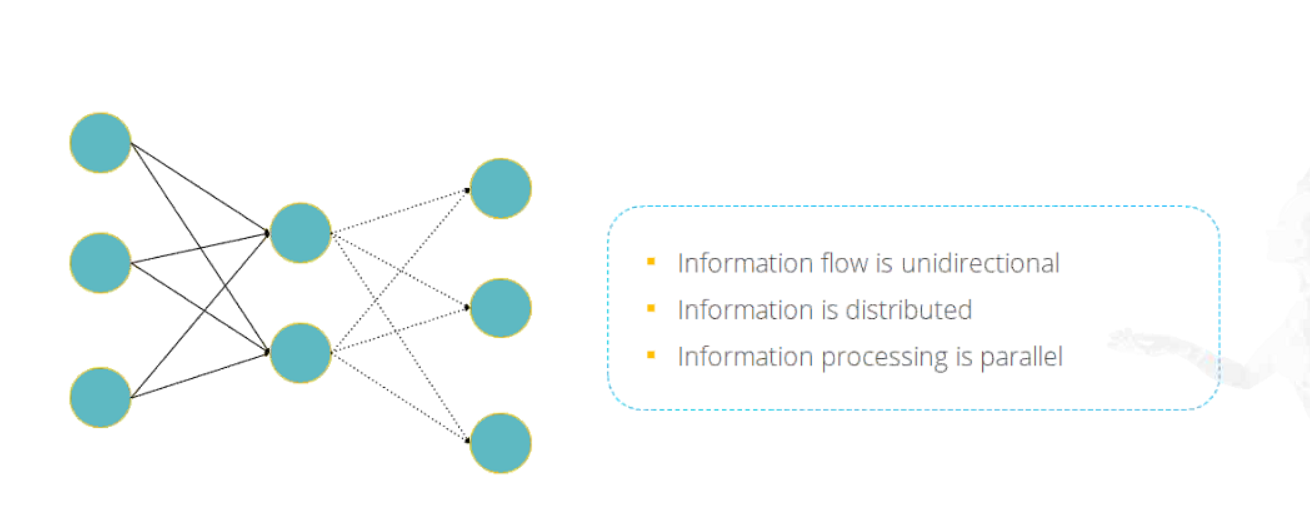 Information flow is unidirectional
Information is distributed
Information processing is parallel